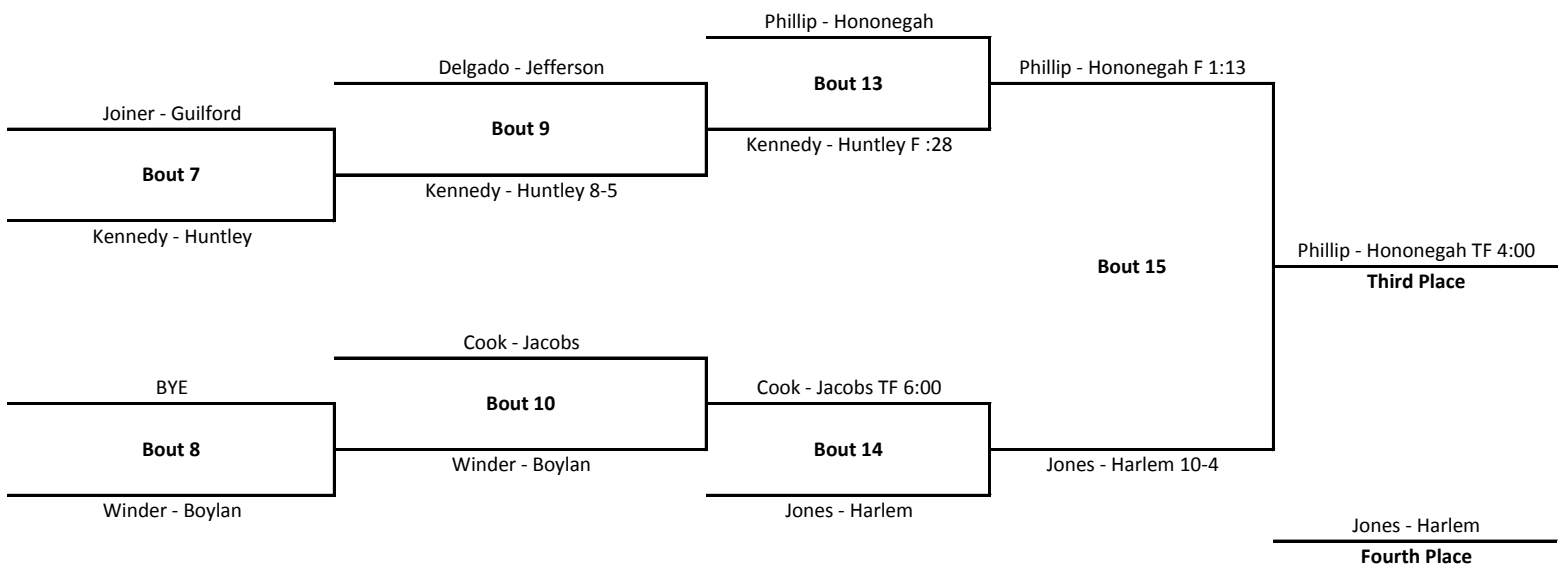 Phillip - Hononegah
Delgado - Jefferson
Bout 13
Phillip - Hononegah F 1:13
Joiner - Guilford
Bout 9
Kennedy - Huntley F :28
Bout 7
Kennedy - Huntley 8-5
Kennedy - Huntley
Bout 15
Phillip - Hononegah TF 4:00
Third Place
Cook - Jacobs
BYE
Bout 10
Cook - Jacobs TF 6:00
Bout 8
Winder - Boylan
Bout 14
Jones - Harlem 10-4
Winder - Boylan
Jones - Harlem
Jones - Harlem
Fourth Place